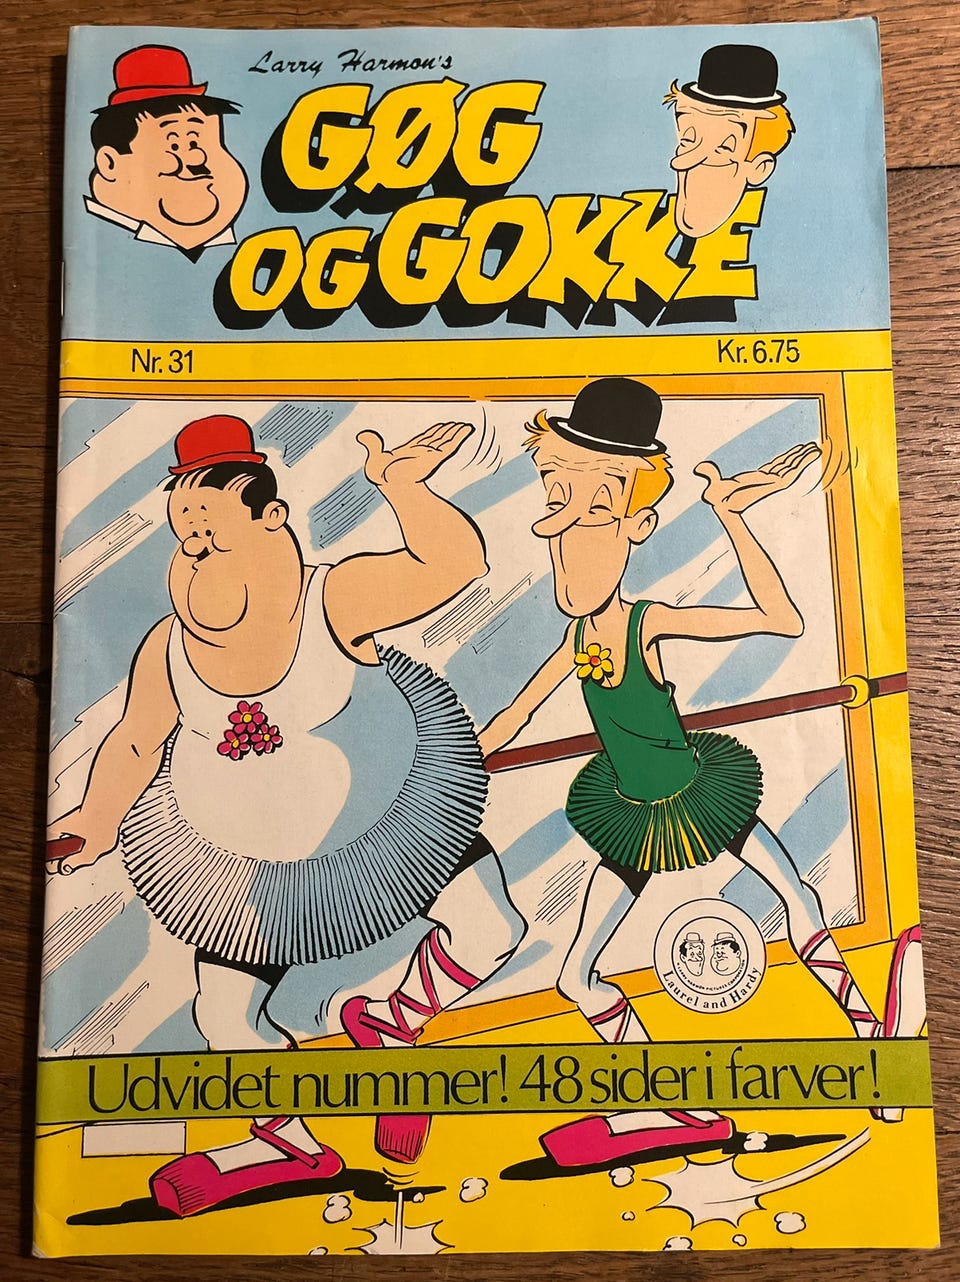 Larry Harmon's
GØG
OG GOKKE
Nr. 31
Kr. 6.75
Laurel and Hardy
Udvidet nummer! 48 sider i farver!